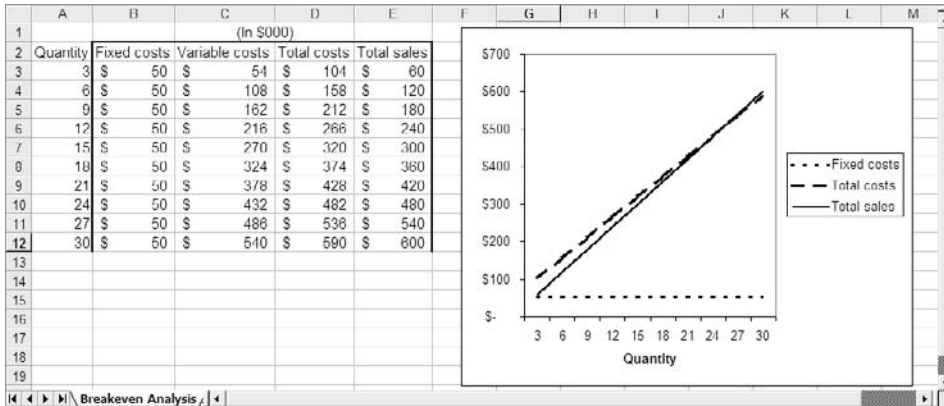 A B C D E F G H I J K L M
1 (In $000)
2 Quantity Fixed costs Variable costs Total costs Total sales
3 3 $ 50 $ 54 $ 104 $ 60
4 6 $ 50 $ 108 $ 158 $ 120
5 9 $ 50 $ 162 $ 212 $ 180
6 12 $ 50 $ 216 $ 266 $ 240
7 15 $ 50 $ 270 $ 320 $ 300
8 18 $ 50 $ 324 $ 374 $ 360
9 21 $ 50 $ 378 $ 428 $ 420
10 24 $ 50 $ 432 $ 482 $ 480
11 27 $ 50 $ 486 $ 536 $ 540
12 30 $ 50 $ 540 $ 590 $ 600
13
14
15
16
17
18
19
$700
$600
$500
$400
$300
$200
$100
$-
3 6 9 12 15 18 21 24 27 30
Quantity
Fixed costs
Total costs
Total sales
Breakeven Analysis